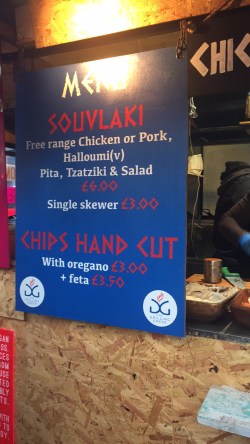 MENU
CHIC
SOUVLAKI
Free range Chicken or Pork,
Halloumi(v)
Pita, Tzatziki & Salad
£6.00
Single skewer £3.00
CHIPS HAND CUT
With oregano £3.00
+ feta £3.50